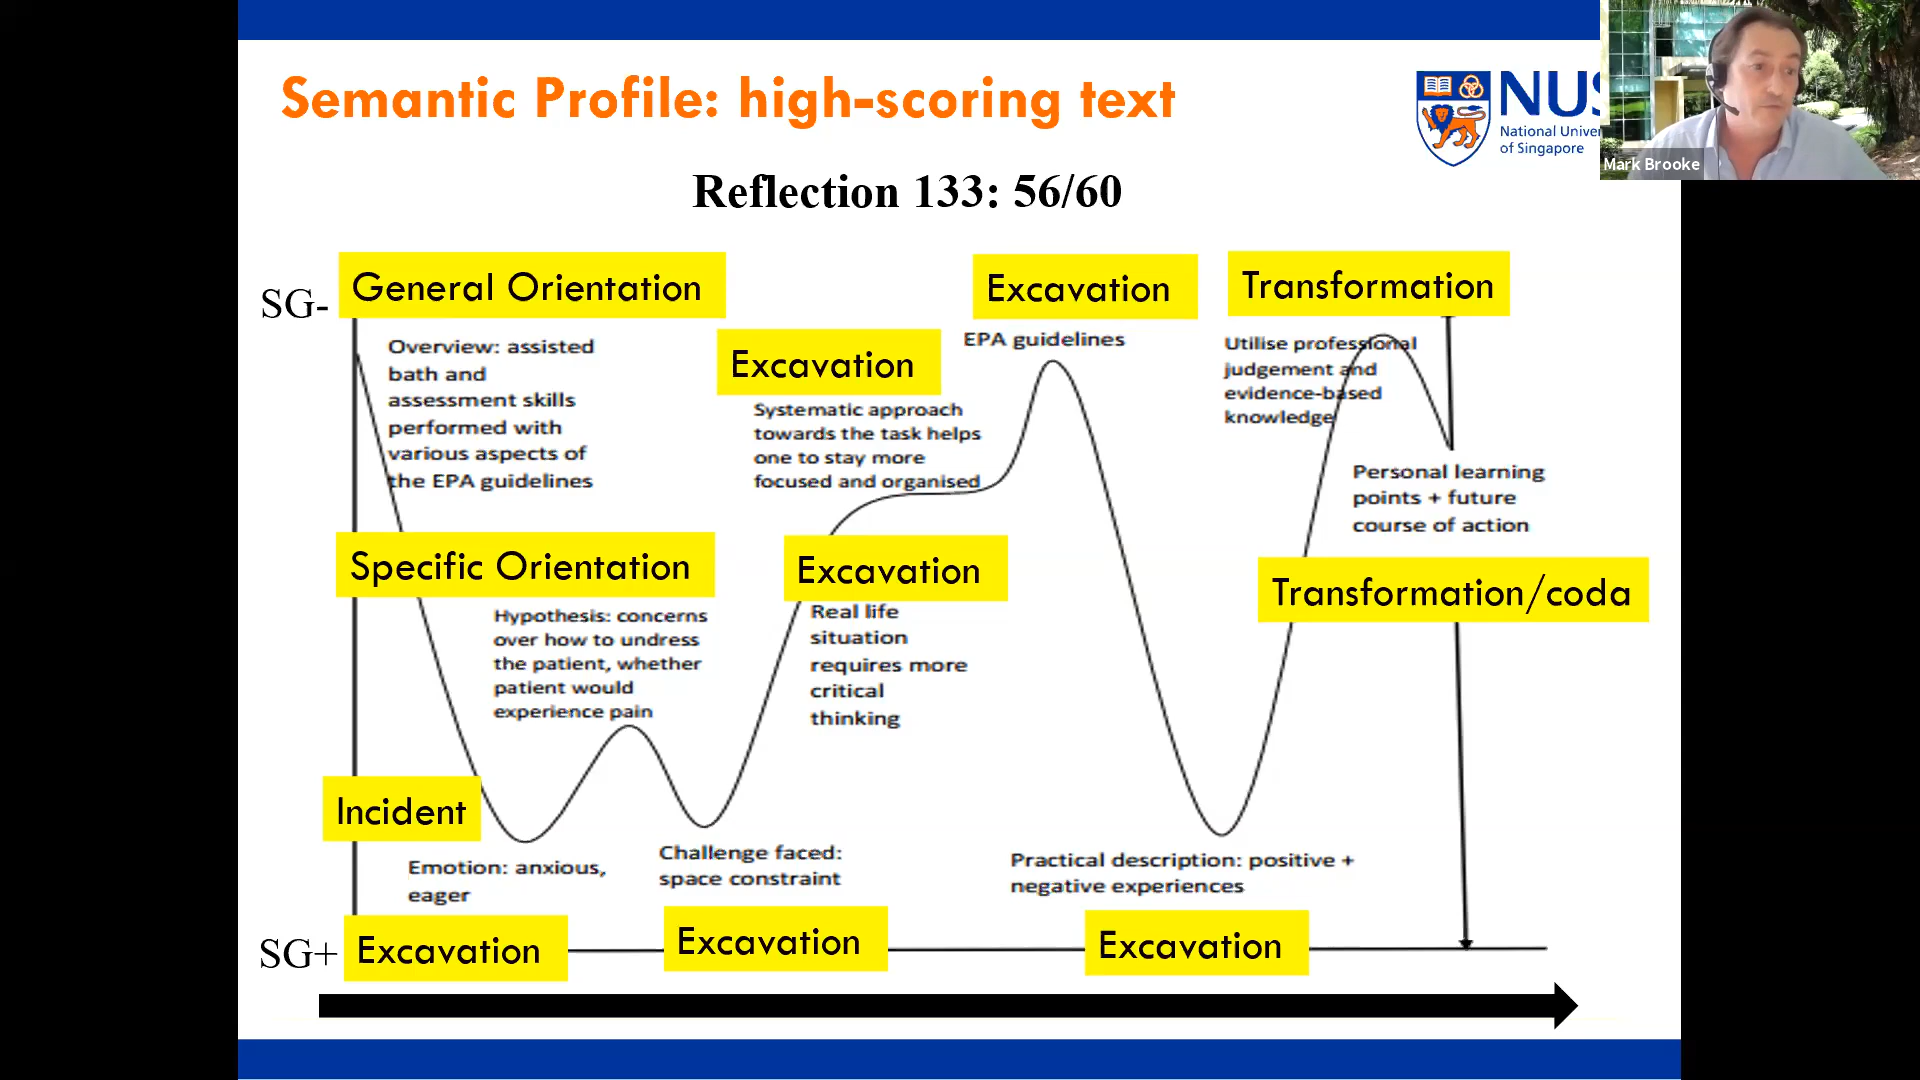 Semantic Profile: high-scoring text
NUS
National Univer
of Singapore
Mark Brooke
Reflection 133: 56/60
SG-
General Orientation
Overview: assisted
bath and
assessment skills
performed with
various aspects of
the EPA guidelines
Excavation
Systematic approach
towards the task helps
one to stay more
focused and organised
Excavation
EPA guidelines
Transformation
Utilise professional
judgement and
evidence-based
knowledge
Personal learning
points + future
course of action
Specific Orientation
Hypothesis: concerns
over how to undress
the patient, whether
patient would
experience pain
Excavation
Real life
situation
requires more
critical
thinking
Transformation/coda
Incident
Emotion: anxious,
eager
Challenge faced:
space constraint
Practical description: positive +
negative experiences
SG+
Excavation
Excavation
Excavation